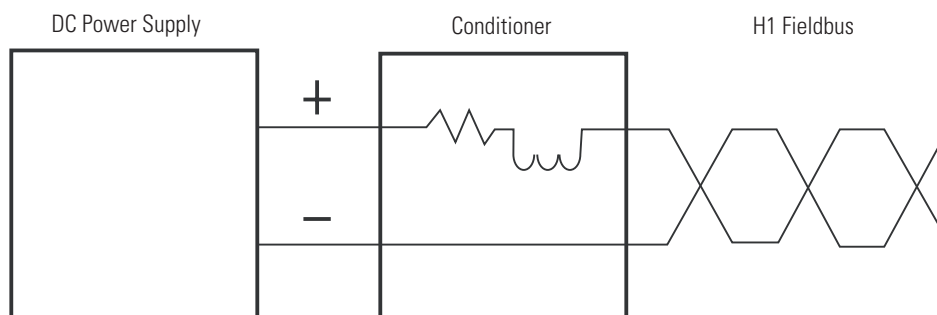 DC Power Supply
Conditioner
H1 Fieldbus
+
−